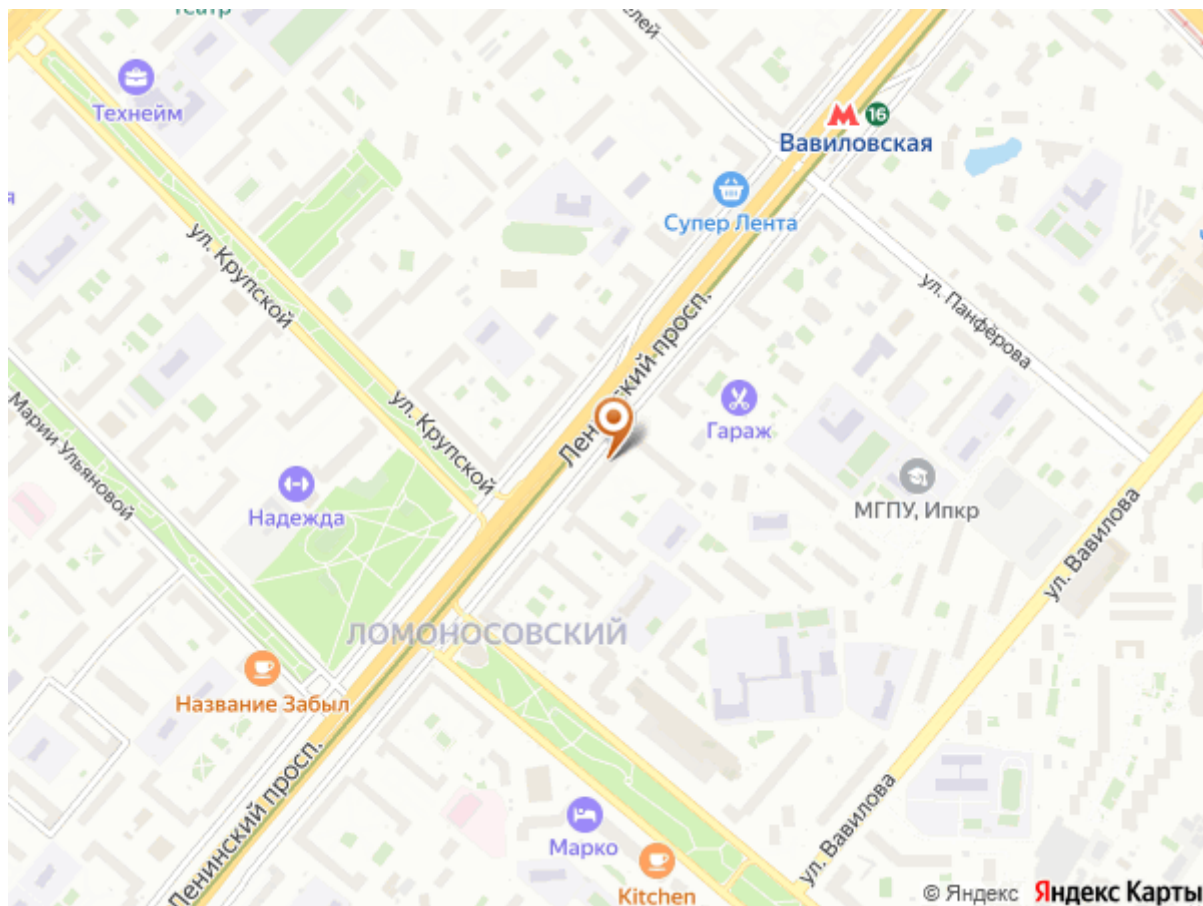 Технейм
Вавиловская
16
Супер Лента
ул. Крупской
ул. Панфёрова
Ленинский просп.
ул. Крупской
Гараж
Марии Ульяновой
Надежда
МГПУ, Ипкр
ул. Вавилова
ЛОМОНОСОВСКИЙ
Название Забыл
Ленинский просп.
ул. Вавилова
Марко
Kitchen
© Яндекс Яндекс Карты